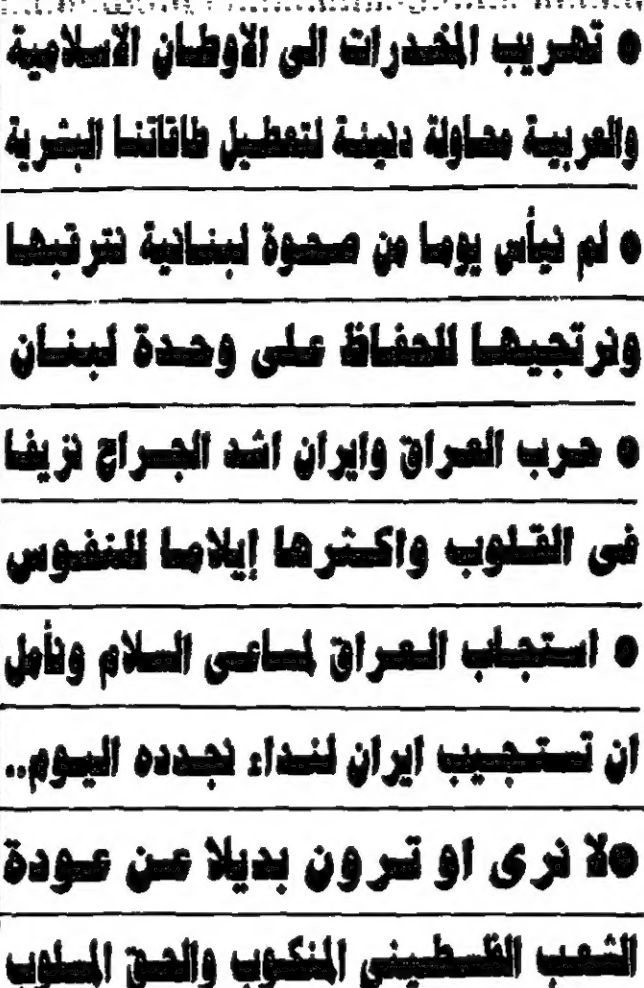 ● تهريب المخدرات الى الاوطان الاسلامية
والعربية محاولة دنيئة لتعطيل طاقاتنا البشرية
● لم نيأس يوما من صحوة لبنانية نترقبها
ونرتجيها للحفاظ على وحدة لبنان
● حرب العراق وايران اشد الجراح نزيفا
فى القلوب واكثرها إيلاما للنفوس
● استجاب العراق لمساعى السلام ونأمل
ان تستجيب ايران لنداء نجدده اليوم..
●لا نرى او ترون بديلا عن عودة
الشعب الفلسطينى المنكوب والحق المسلوب